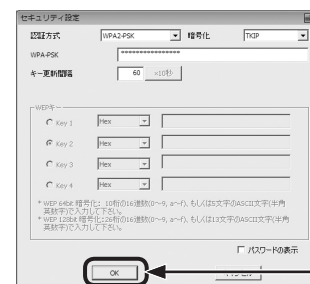 セキュリティ設定
認証方式 WPA2-PSK 暗号化 TKIP
WPA-PSK ****************
キー更新間隔 60 *10秒
WEPキー
Key 1 Hex
Key 2 Hex
Key 3 Hex
Key 4 Hex
* WEP 64bit 暗号化: 10桁の16進数(0～9, a～f)、もしくは5文字のASCII文字(半角英数字)で入力して下さい。
* WEP 128bit 暗号化:26桁の16進数(0～9, a～f)、もしくは13文字のASCII文字(半角英数字)で入力して下さい。
パスワードの表示
OK